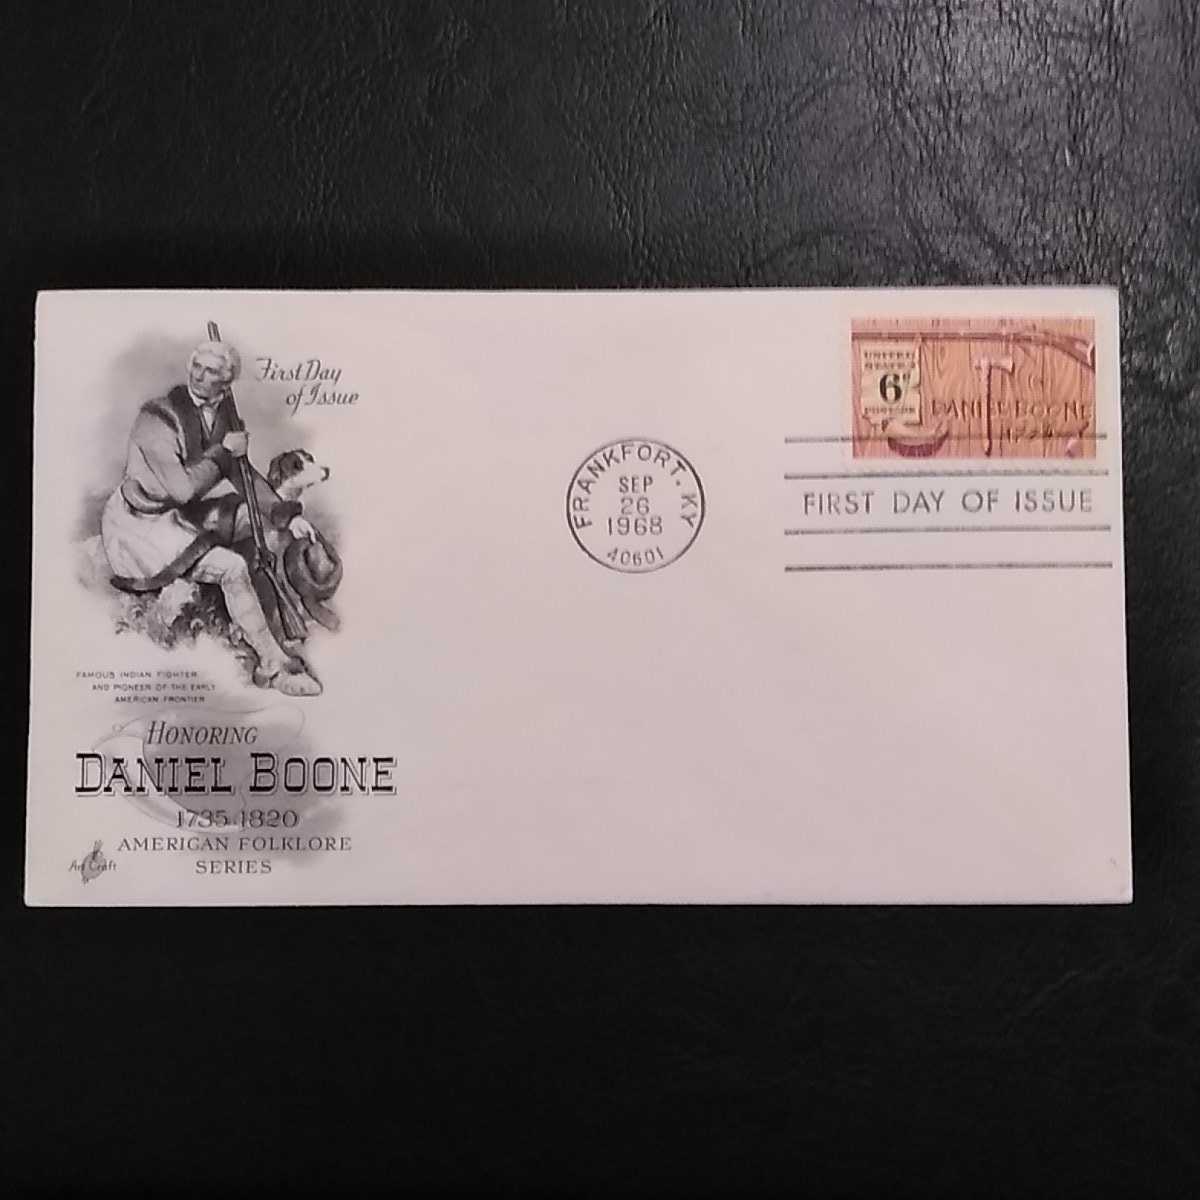 First Day
of Issue
FAMOUS INDIAN FIGHTER
AND PIONEER OF THE EARLY
AMERICAN FRONTIER
HONORING
DANIEL BOONE
1735-1820
AMERICAN FOLKLORE
SERIES
Art Craft
FRANKFORT. KY
SEP
26
1968
40601
UNITED
STATES
6¢
POSTAGE
DANIEL BOONE
1773
FIRST DAY OF ISSUE